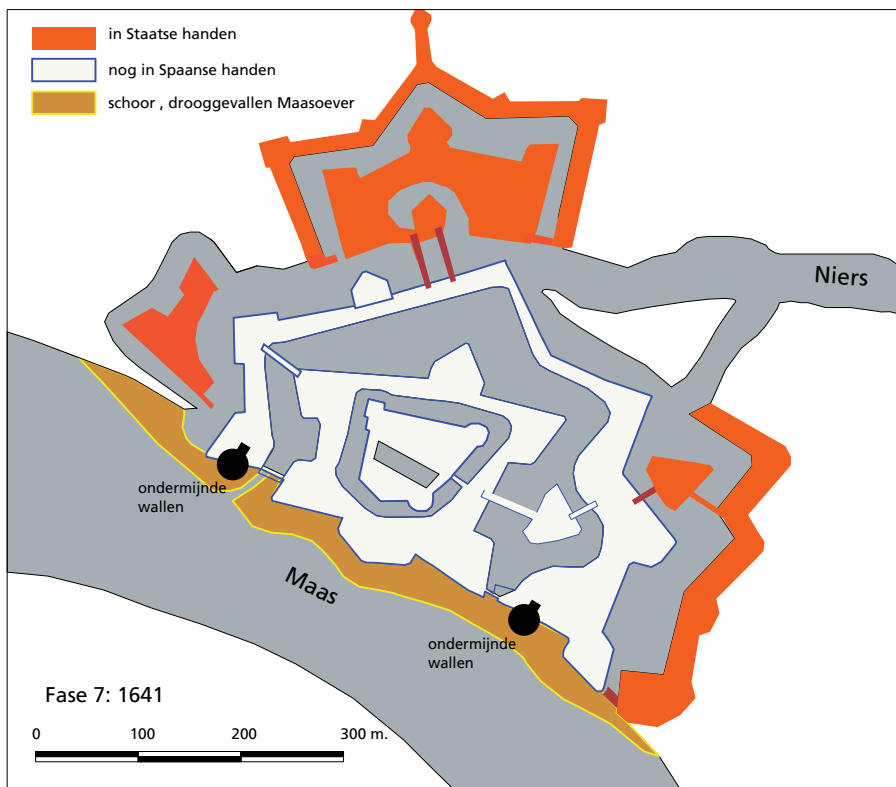 in Staatse handen
nog in Spaanse handen
schoor , drooggevallen Maasoever
Niers
ondermijnde
wallen
Maas
ondermijnde
wallen
Fase 7: 1641
0 100 200 300 m.